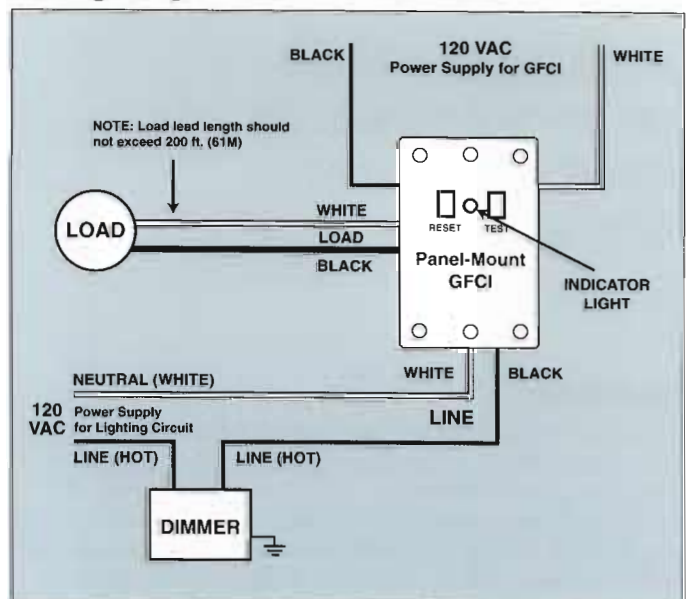 BLACK
120 VAC
Power Supply for GFCI
WHITE
NOTE: Load lead length should
not exceed 200 ft. (61M)
LOAD
WHITE
LOAD
BLACK
RESET
TEST
Panel-Mount
GFCI
INDICATOR
LIGHT
NEUTRAL (WHITE)
WHITE
BLACK
LINE
120
VAC
Power Supply
for Lighting Circuit
LINE (HOT)
LINE (HOT)
DIMMER